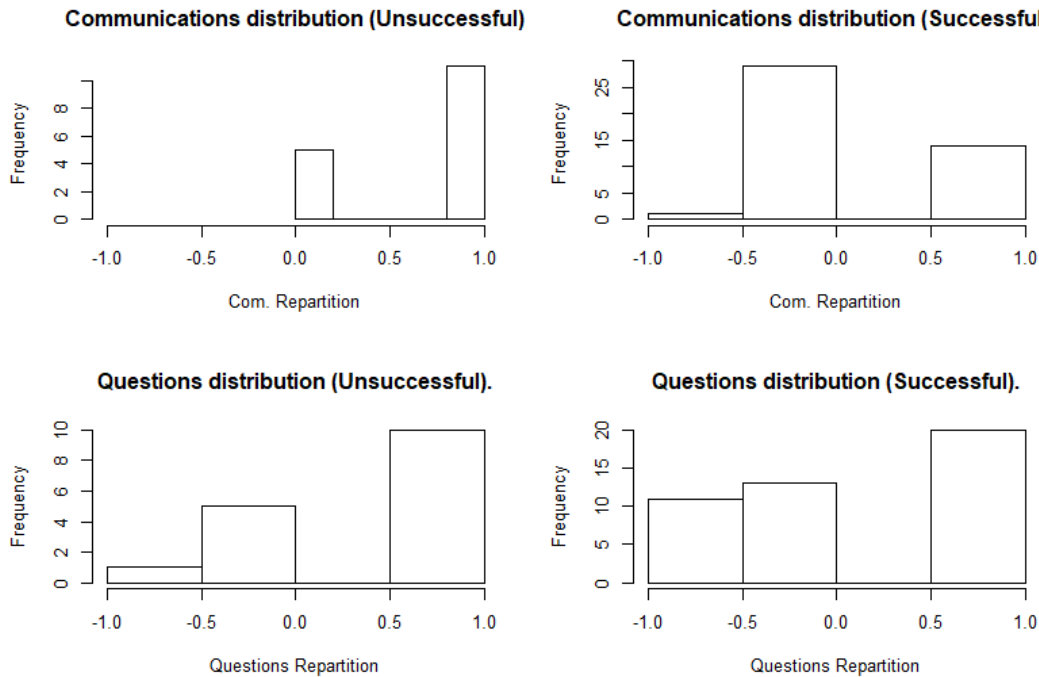 Communications distribution (Unsuccessful)
Frequency
0 2 4 6 8
-1.0 -0.5 0.0 0.5 1.0
Com. Repartition
Communications distribution (Successful
Frequency
0 5 15 25
-1.0 -0.5 0.0 0.5 1.0
Com. Repartition
Questions distribution (Unsuccessful).
Frequency
0 2 4 6 8 10
-1.0 -0.5 0.0 0.5 1.0
Questions Repartition
Questions distribution (Successful).
Frequency
0 5 10 15 20
-1.0 -0.5 0.0 0.5 1.0
Questions Repartition